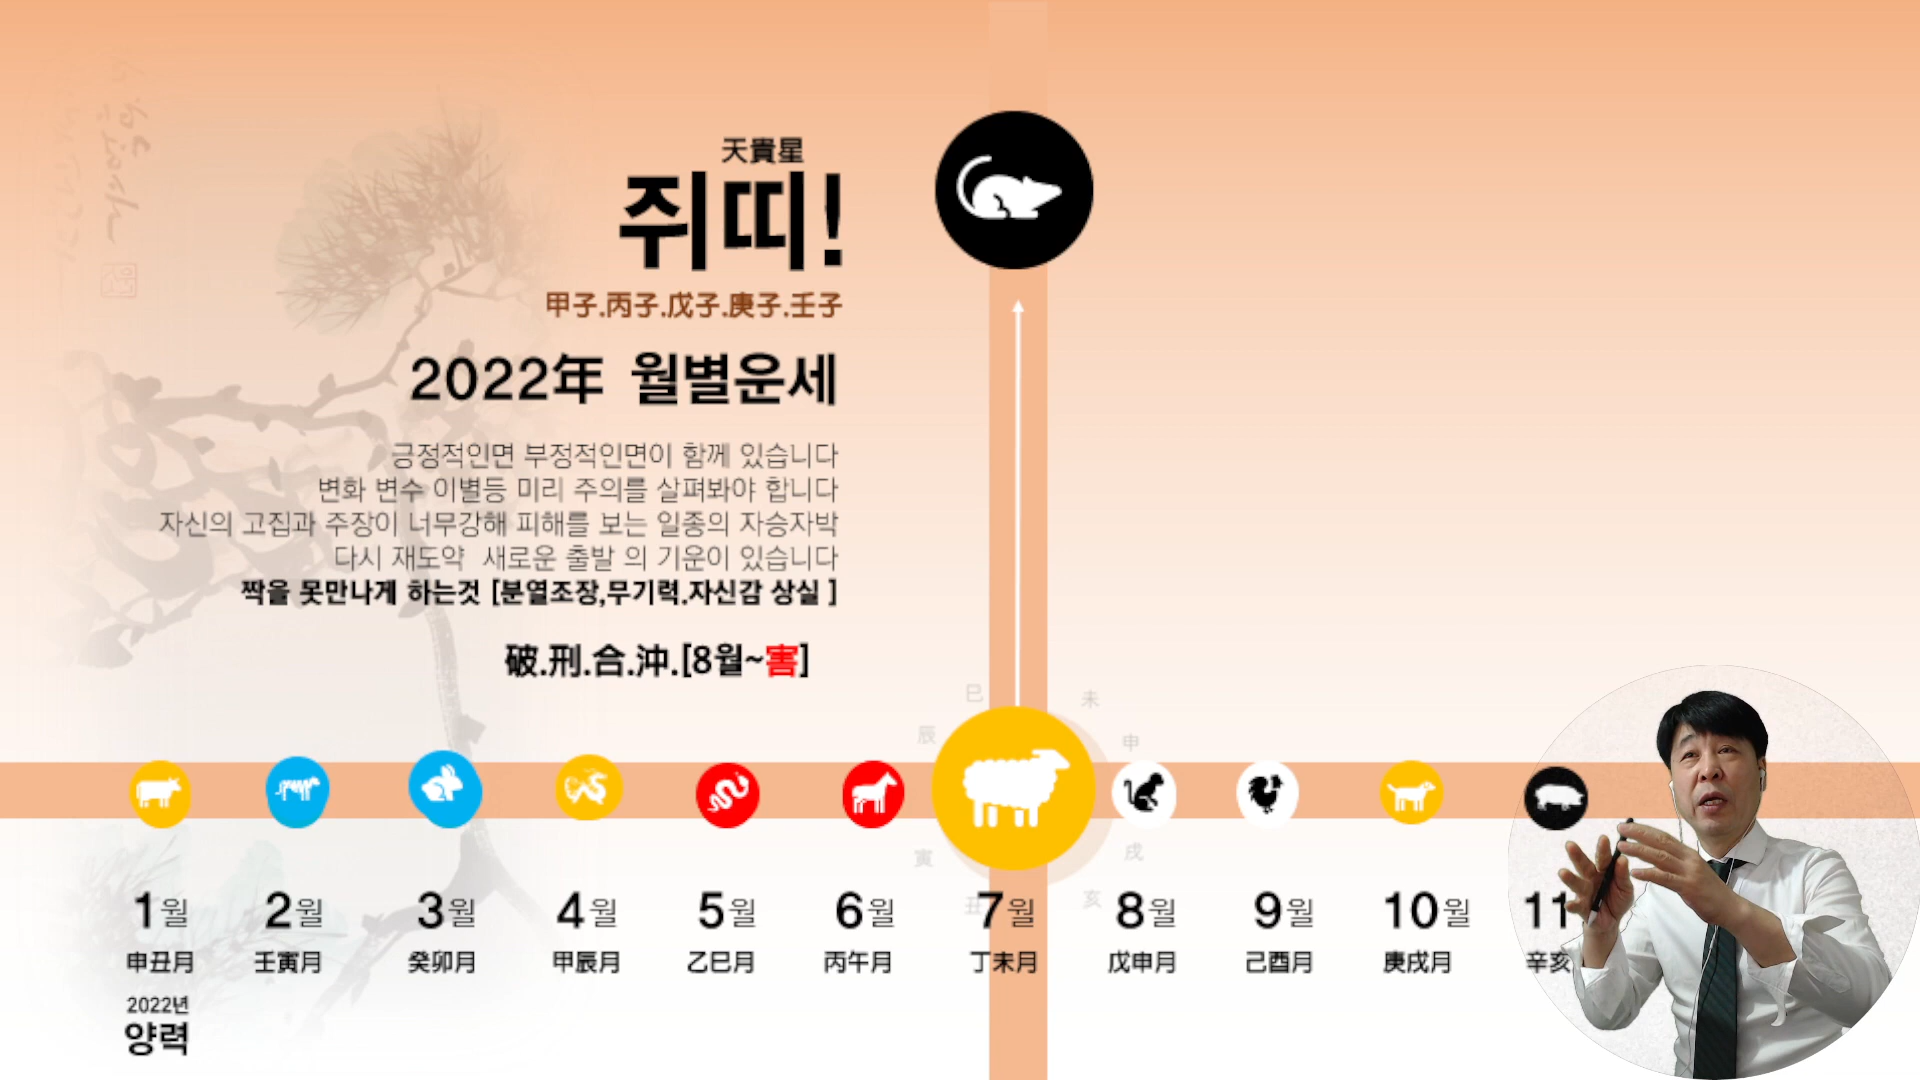 天貴星
쥐띠!
甲子.丙子.戊子.庚子.壬子
2022年 월별운세
긍정적인면 부정적인면이 함께 있습니다
변화 변수 이별등 미리 주의를 살펴봐야 합니다
자신의 고집과 주장이 너무강해 피해를 보는 일종의 자승자박
다시 재도약 새로운 출발 의 기운이 있습니다
짝을 못만나게 하는것 [분열조장,무기력.자신감 상실 ]
破.刑.合.沖.[8월~害]
巳 未
辰 申
寅 戌
丑 亥
1월 2월 3월 4월 5월 6월 7월 8월 9월 10월 11
申丑月 壬寅月 癸卯月 甲辰月 乙巳月 丙午月 丁未月 戊申月 己酉月 庚戌月 辛亥
2022년
양력